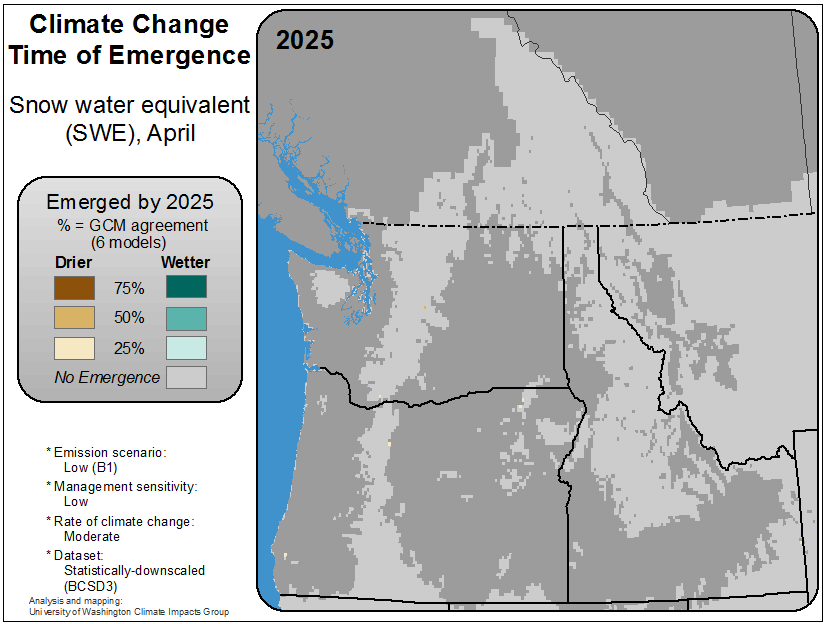 Climate Change
Time of Emergence
Snow water equivalent
(SWE), April
2025
Emerged by 2025
% = GCM agreement
(6 models)
Drier Wetter
75%
50%
25%
No Emergence
* Emission scenario:
Low (B1)
* Management sensitivity:
Low
* Rate of climate change:
Moderate
* Dataset:
Statistically-downscaled
(BCSD3)
Analysis and mapping:
University of Washington Climate Impacts Group